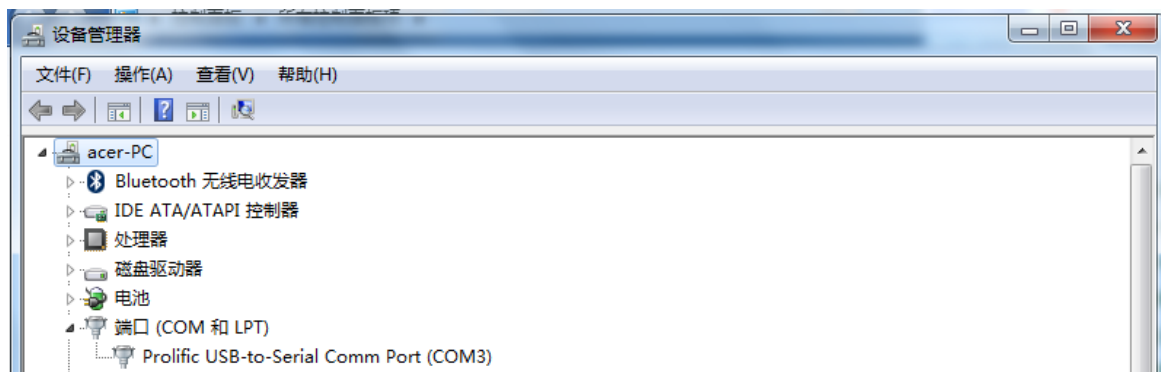 设备管理器
文件(F) 操作(A) 查看(V) 帮助(H)
acer-PC
Bluetooth 无线电收发器
IDE ATA/ATAPI 控制器
处理器
磁盘驱动器
电池
端口 (COM 和 LPT)
Prolific USB-to-Serial Comm Port (COM3)